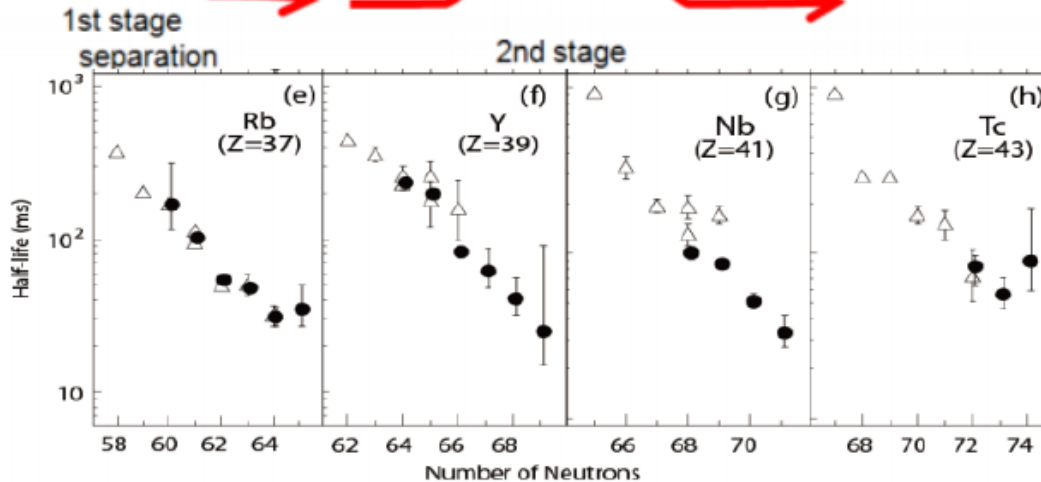 1st stage
separation
2nd stage
10³
10²
10
Half-life (ms)
(e)
Rb
(Z=37)
(f)
Y
(Z=39)
(g)
Nb
(Z=41)
(h)
Tc
(Z=43)
58 60 62 64 62 64 66 68 66 68 70 68 70 72 74
Number of Neutrons